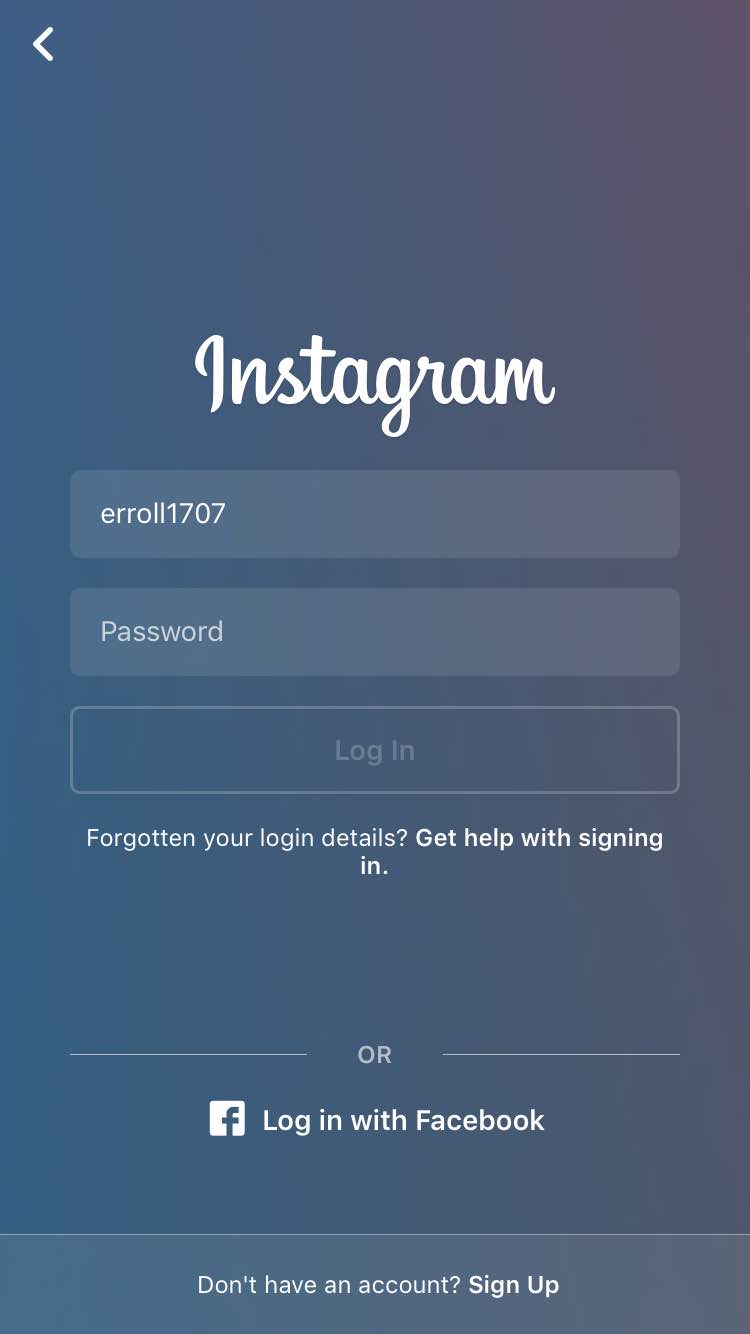 Instagram
erroll1707
Password
Log In
Forgotten your login details? Get help with signing
in.
OR
Log in with Facebook
Don't have an account? Sign Up